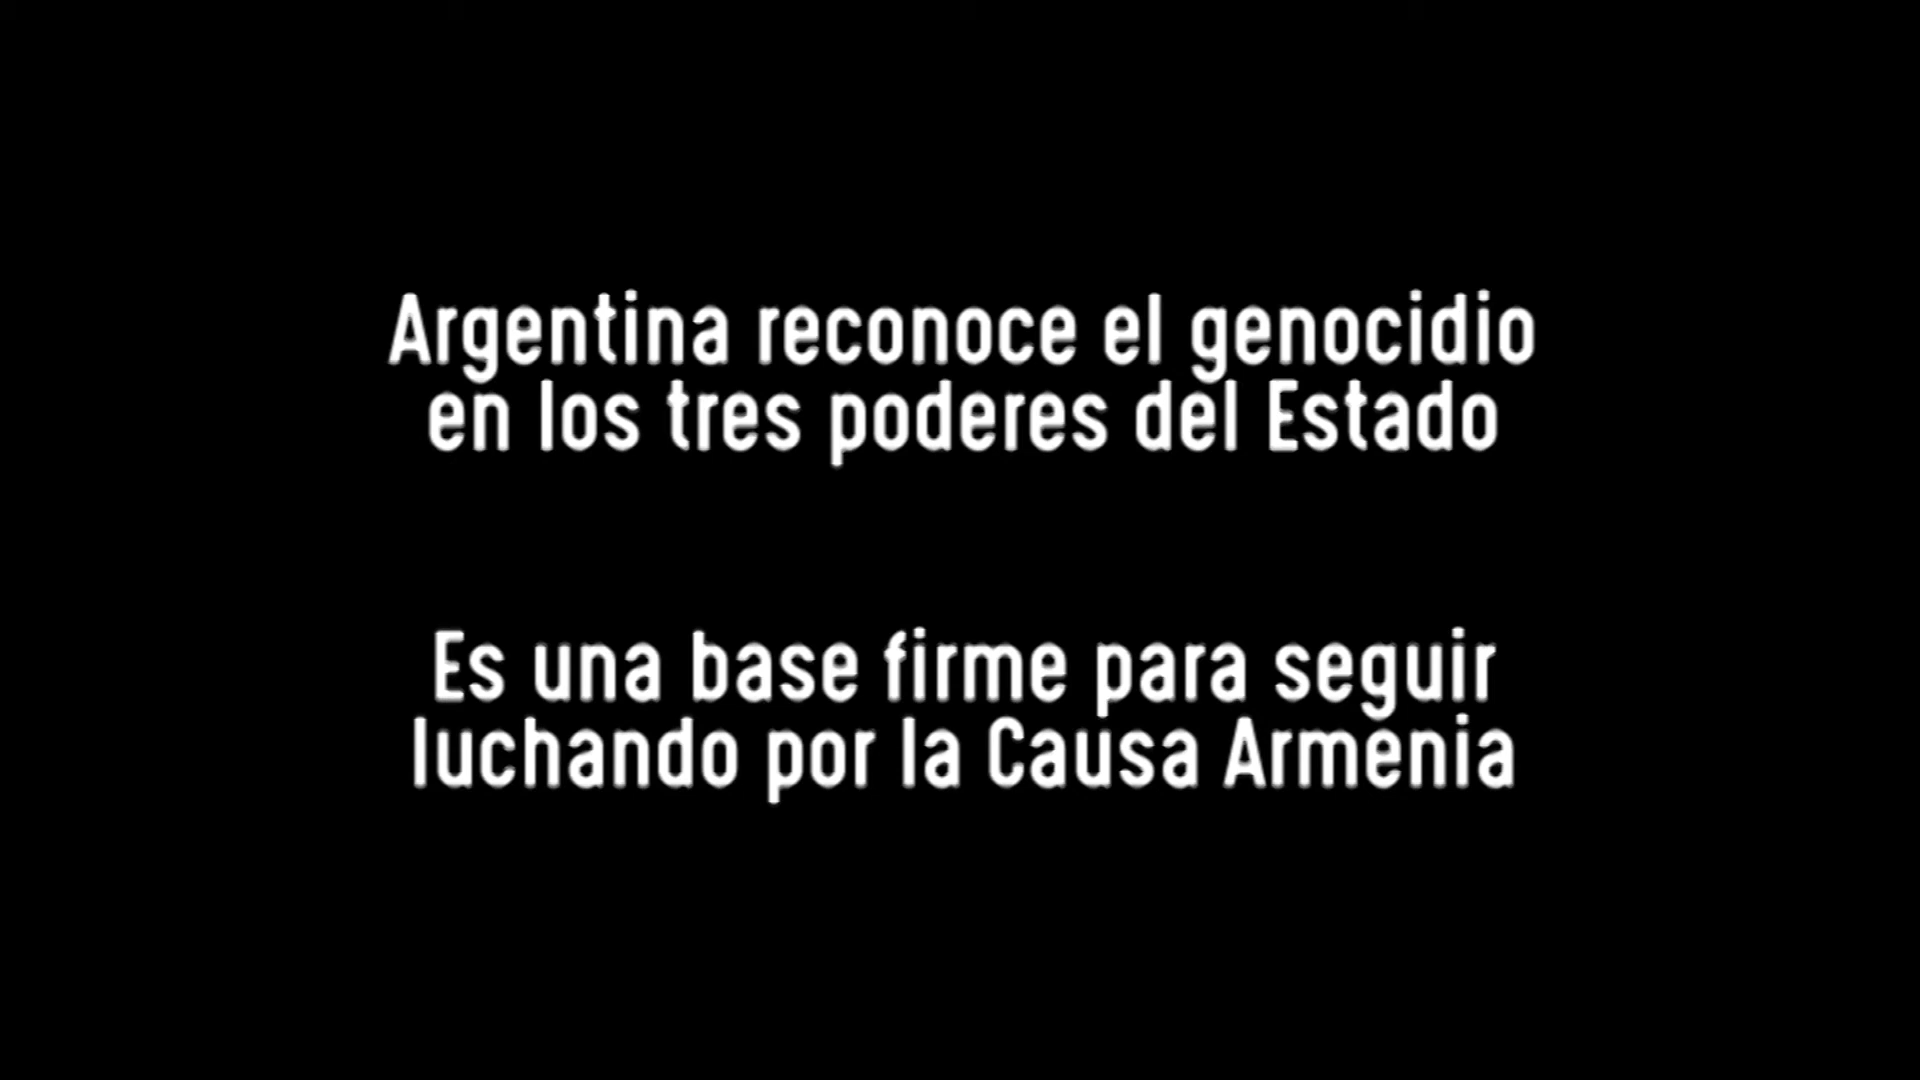 Argentina reconoce el genocidio
en los tres poderes del Estado
Es una base firme para seguir
luchando por la Causa Armenia